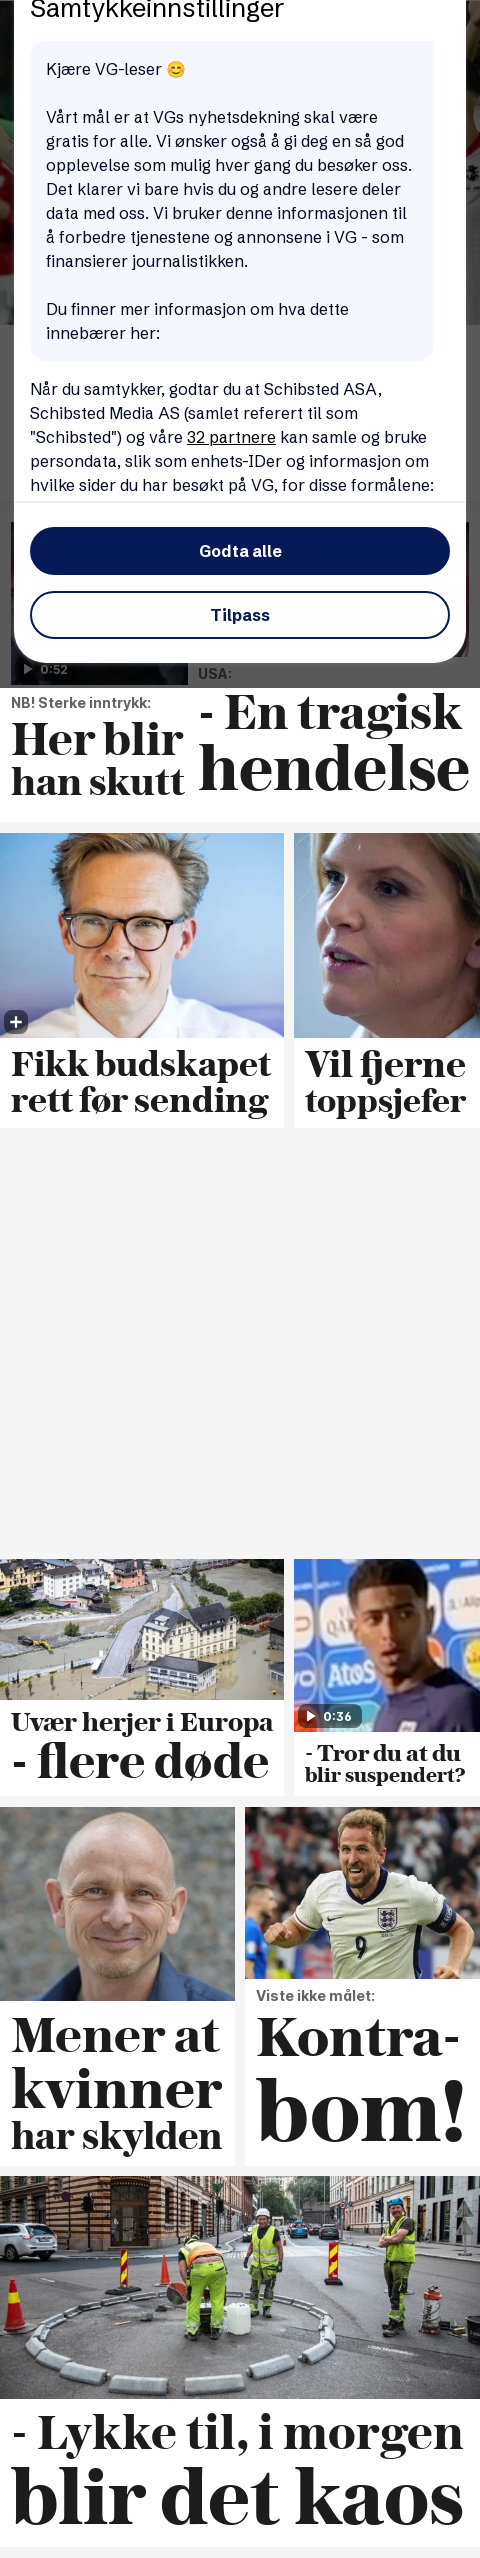 Samtykkeinnstillinger
Kjære VG-leser 😊
Vårt mål er at VGs nyhetsdekning skal være
gratis for alle. Vi ønsker også å gi deg en så god
opplevelse som mulig hver gang du besøker oss.
Det klarer vi bare hvis du og andre lesere deler
data med oss. Vi bruker denne informasjonen til
å forbedre tjenestene og annonsene i VG - som
finansierer journalistikken.
Du finner mer informasjon om hva dette
innebærer her:
Når du samtykker, godtar du at Schibsted ASA,
Schibsted Media AS (samlet referert til som
"Schibsted") og våre 32 partnere kan samle og bruke
persondata, slik som enhets-IDer og informasjon om
hvilke sider du har besøkt på VG, for disse formålene:
Godta alle
Tilpass
0:52
NB! Sterke inntrykk:
Her blir
han skutt
USA:
- En tragisk
hendelse
Fikk budskapet
rett før sending
Vil fjerne
toppsjefer
Uvær herjer i Europa
- flere døde
AtoS
0:36
- Tror du at du
blir suspendert?
Mener at
kvinner
har skylden
9
Viste ikke målet:
Kontra-
bom!
- Lykke til, i morgen
blir det kaos